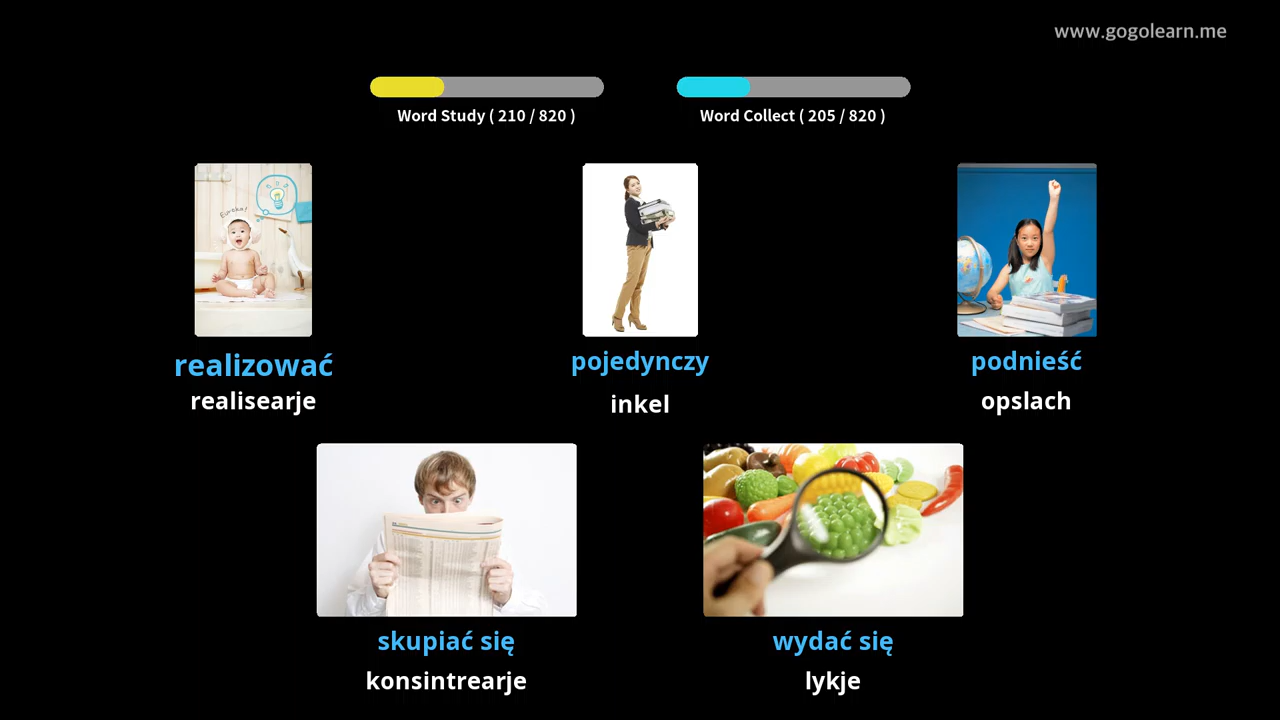 www.gogolearn.me
Word Study ( 210 / 820 )
Word Collect ( 205 / 820 )
Eureka!
realizować
realisearje
pojedynczy
inkel
podnieść
opslach
skupiać się
konsintrearje
wydać się
lykje